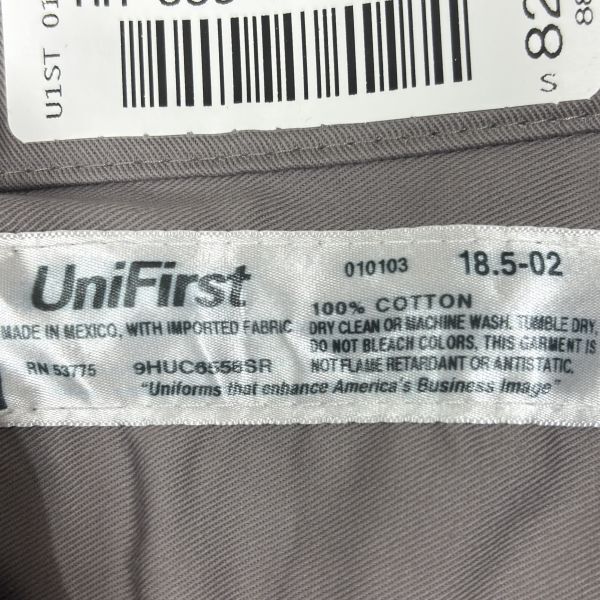 U1ST 01
82
S
UniFirst
010103 18.5-02
100% COTTON
MADE IN MEXICO, WITH IMPORTED FABRIC
DRY CLEAN OR MACHINE WASH. TUMBLE DRY,
DO NOT BLEACH COLORS, THIS GARMENT IS
RN 53775 9HUC6556SR
NOT FLAME RETARDANT OR ANTISTATIC.
"Uniforms that enhance America's Business Image"